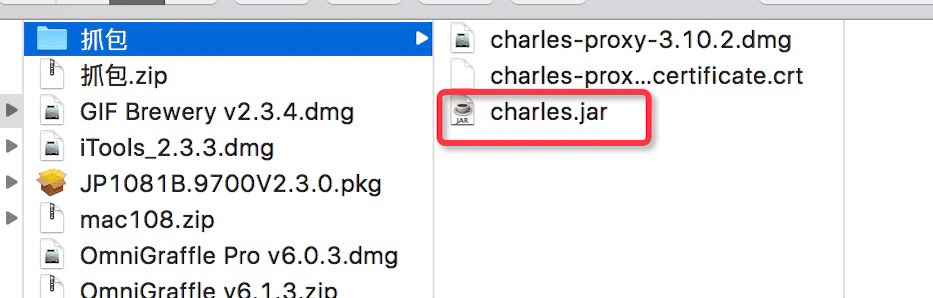 抓包
抓包.zip
GIF Brewery v2.3.4.dmg
iTools_2.3.3.dmg
JP1081B.9700V2.3.0.pkg
mac108.zip
OmniGraffle Pro v6.0.3.dmg
OmniGraffle v6.1.3.zip
charles-proxy-3.10.2.dmg
charles-prox...certificate.crt
JAR
charles.jar